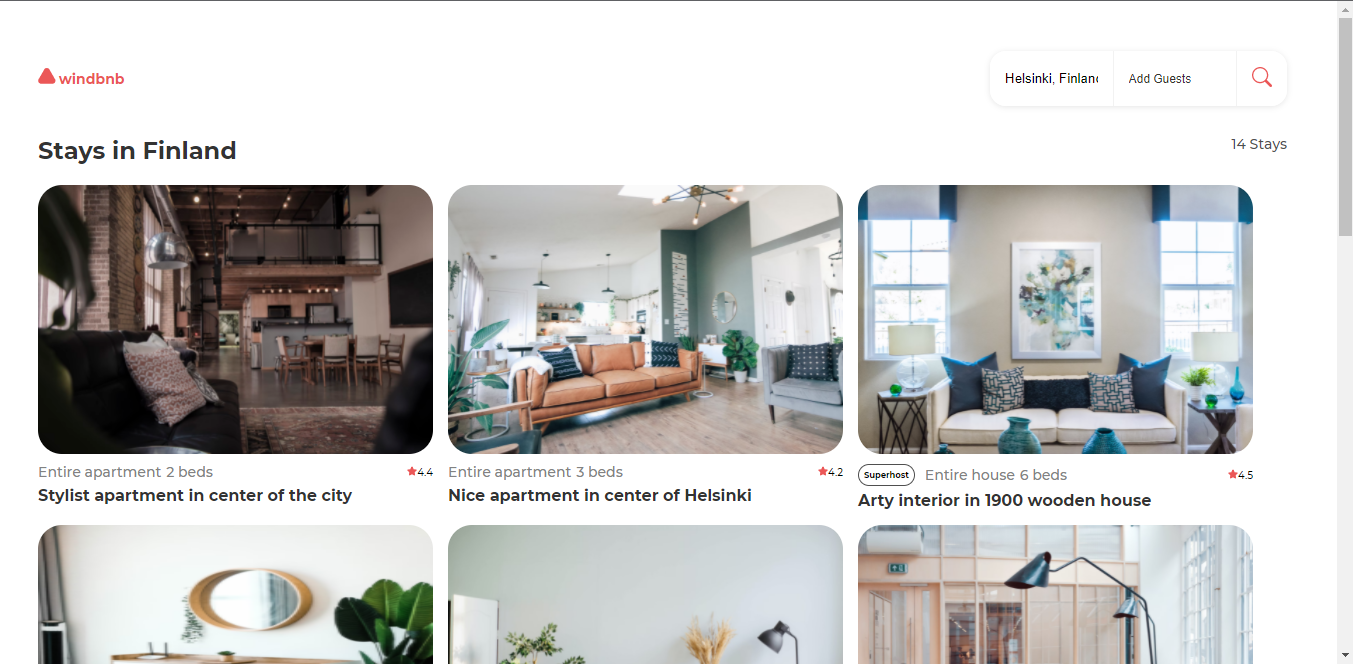 windbnb
Helsinki, Finlan
Add Guests
Stays in Finland
14 Stays
Entire apartment 2 beds
4.4
Stylist apartment in center of the city
Entire apartment 3 beds
4.2
Nice apartment in center of Helsinki
Superhost
Entire house 6 beds
4.5
Arty interior in 1900 wooden house